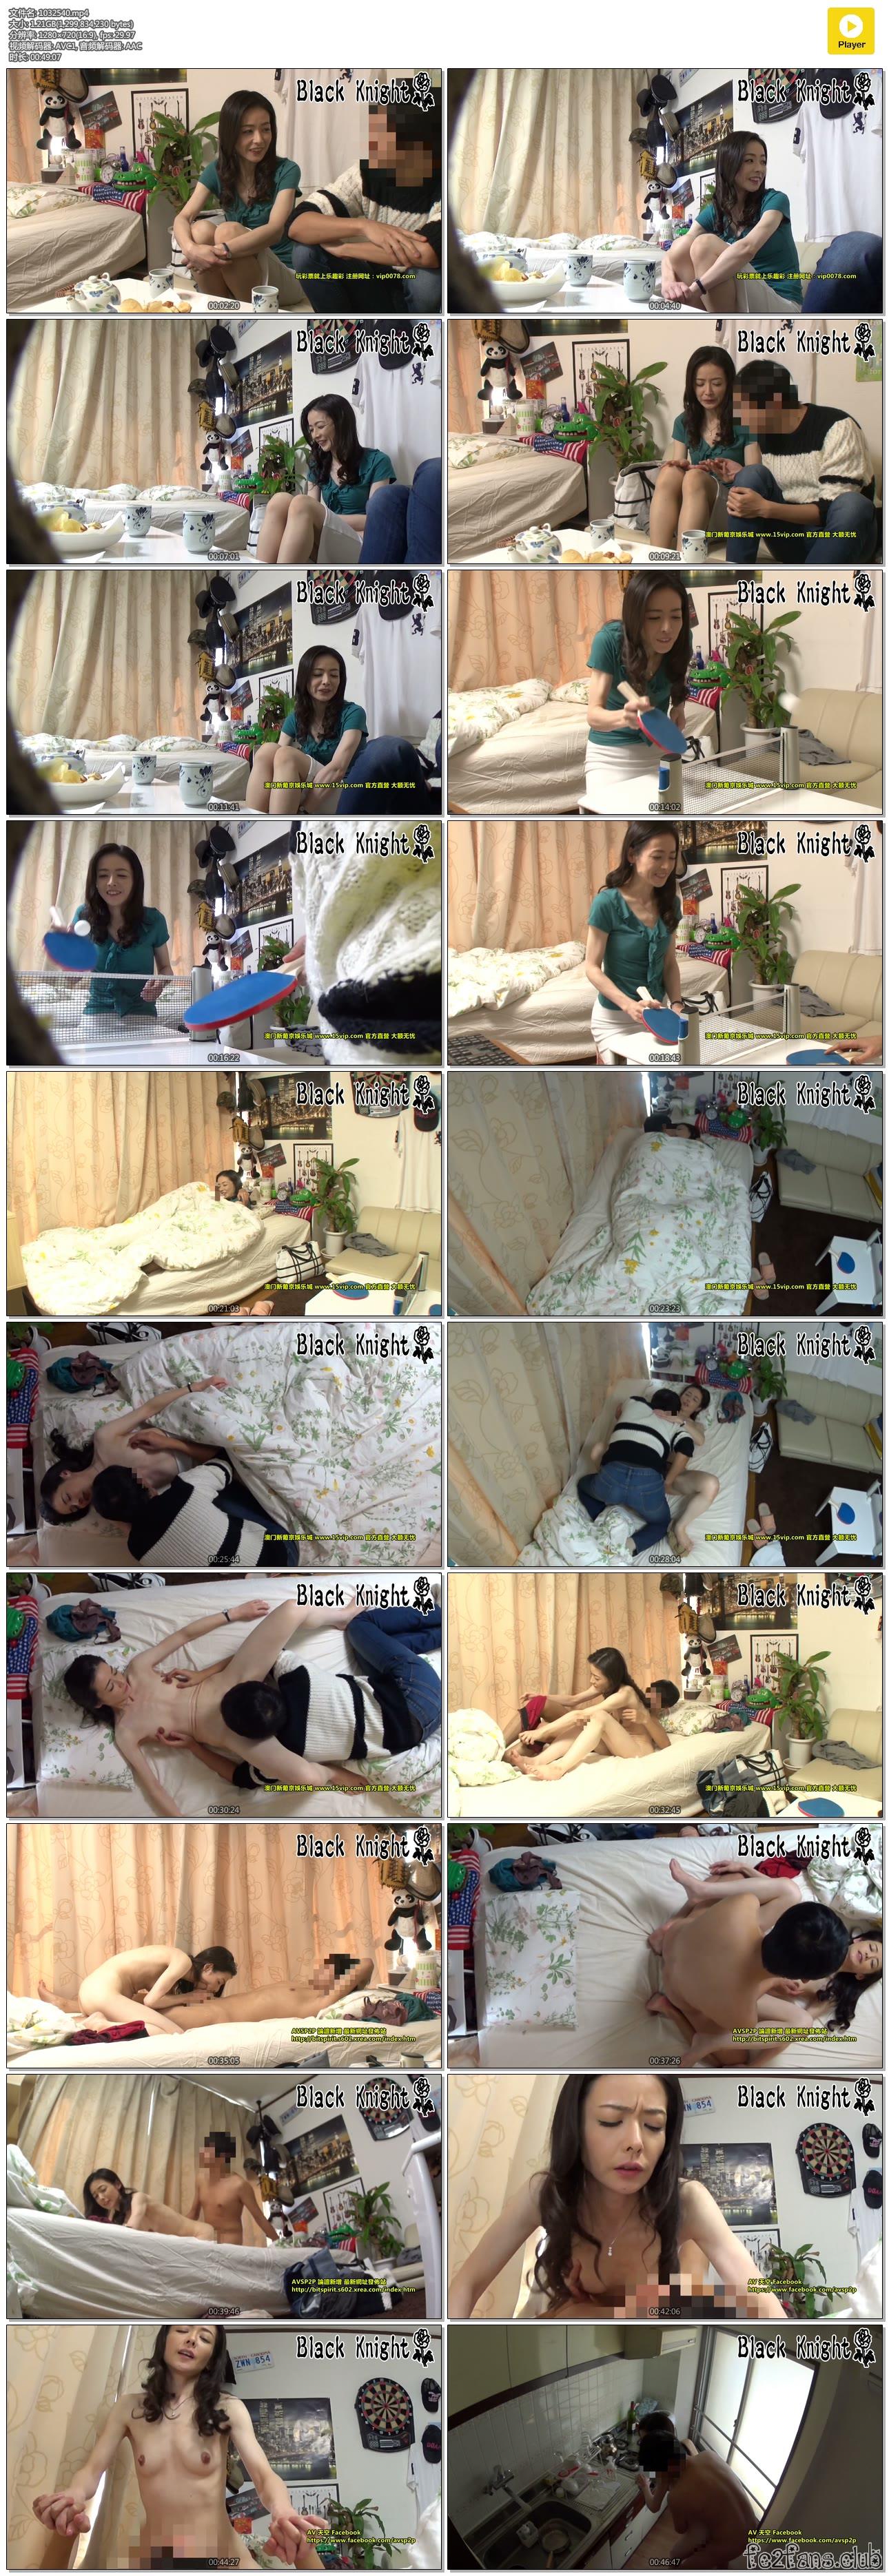 文件名: 1032540.mp4
大小: 1.21GB(1,299,834,230 bytes)
分辨率: 1280×720(16:9), fps: 29.97
视频解码器: AVC1, 音频解码器: AAC
时长: 00:49:07
Player
Black Knight
玩彩票就上乐趣彩 注册网址：vip0078.com
00:02:20
Black Knight
玩彩票就上乐趣彩 注册网址：vip0078.com
00:04:40
Black Knight
00:07:01
Black Knight
澳门新葡京娱乐城 www.15vip.com 官方直营 大额无忧
00:09:21
Black Knight
澳门新葡京娱乐城 www.15vip.com 官方直营 大额无忧
00:11:41
Black Knight
澳门新葡京娱乐城 www.15vip.com 官方直营 大额无忧
00:14:02
Black Knight
澳门新葡京娱乐城 www.15vip.com 官方直营 大额无忧
00:16:22
Black Knight
澳门新葡京娱乐城 www.15vip.com 官方直营 大额无忧
00:18:43
Black Knight
澳门新葡京娱乐城 www.15vip.com 官方直营 大额无忧
00:21:03
Black Knight
澳门新葡京娱乐城 www.15vip.com 官方直营 大额无忧
00:23:23
Black Knight
澳门新葡京娱乐城 www.15vip.com 官方直营 大额无忧
00:25:44
Black Knight
澳门新葡京娱乐城 www.15vip.com 官方直营 大额无忧
00:28:04
Black Knight
澳门新葡京娱乐城 www.15vip.com 官方直营 大额无忧
00:30:24
Black Knight
澳门新葡京娱乐城 www.15vip.com 官方直营 大额无忧
00:32:45
Black Knight
AVSP2P 論壇新增 最新網址發佈站
http://bitspirit.s602.xrea.com/index.htm
00:35:05
Black Knight
AVSP2P 論壇新增 最新網址發佈站
http://bitspirit.s602.xrea.com/index.htm
00:37:26
Black Knight
AVSP2P 論壇新增 最新網址發佈站
http://bitspirit.s602.xrea.com/index.htm
00:39:46
Black Knight
854
AV 天空 Facebook
https://www.facebook.com/avsp2p
00:42:06
Black Knight
ZWN 854
AV 天空 Facebook
https://www.facebook.com/avsp2p
00:44:27
Black Knight
AV 天空 Facebook
https://www.facebook.com/avsp2p
00:46:47
fc2fans.club